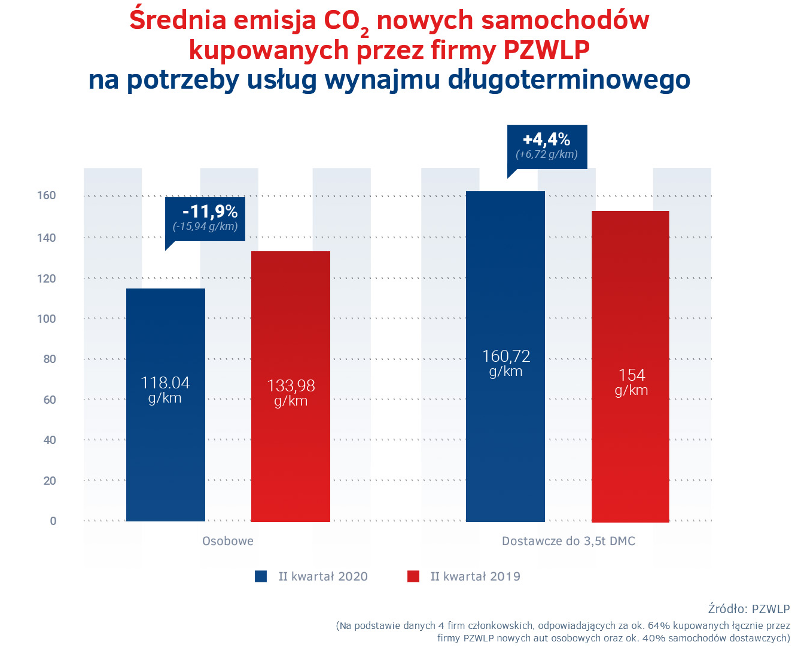 Średnia emisja CO₂ nowych samochodów
kupowanych przez firmy PZWLP
na potrzeby usług wynajmu długoterminowego
+4,4%
(+6,72 g/km)
160
-11,9%
(-15,94 g/km)
140
120
100
80
60
40
20
0
118.04
g/km
133,98
g/km
160,72
g/km
154
g/km
Osobowe
Dostawcze do 3,5t DMC
II kwartał 2020
II kwartał 2019
Źródło: PZWLP
(Na podstawie danych 4 firm członkowskich, odpowiadających za ok. 64% kupowanych łącznie przez
firmy PZWLP nowych aut osobowych oraz ok. 40% samochodów dostawczych)